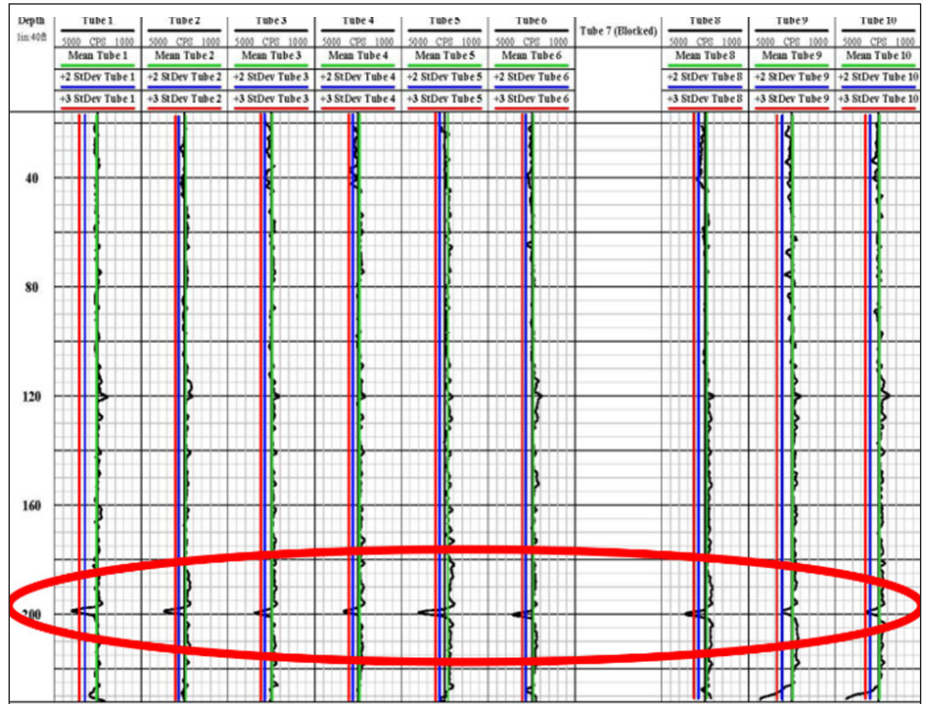 Depth Tube 1 Tube 2 Tube 3 Tube 4 Tube 5 Tube 6 Tube 7 (Blocked) Tube 8 Tube 9 Tube 10
1in:40ft 5000 CPS 1000 5000 CPS 1000 5000 CPS 1000 5000 CPS 1000 5000 CPS 1000 5000 CPS 1000 5000 CPS 1000 5000 CPS 1000 5000 CPS 1000
Mean Tube 1 Mean Tube 2 Mean Tube 3 Mean Tube 4 Mean Tube 5 Mean Tube 6 Mean Tube 8 Mean Tube 9 Mean Tube 10
+2 StDev Tube 1 +2 StDev Tube 2 +2 StDev Tube 3 +2 StDev Tube 4 +2 StDev Tube 5 +2 StDev Tube 6 +2 StDev Tube 8 +2 StDev Tube 9 +2 StDev Tube 10
+3 StDev Tube 1 +3 StDev Tube 2 +3 StDev Tube 3 +3 StDev Tube 4 +3 StDev Tube 5 +3 StDev Tube 6 +3 StDev Tube 8 +3 StDev Tube 9 +3 StDev Tube 10
40
80
120
160
200